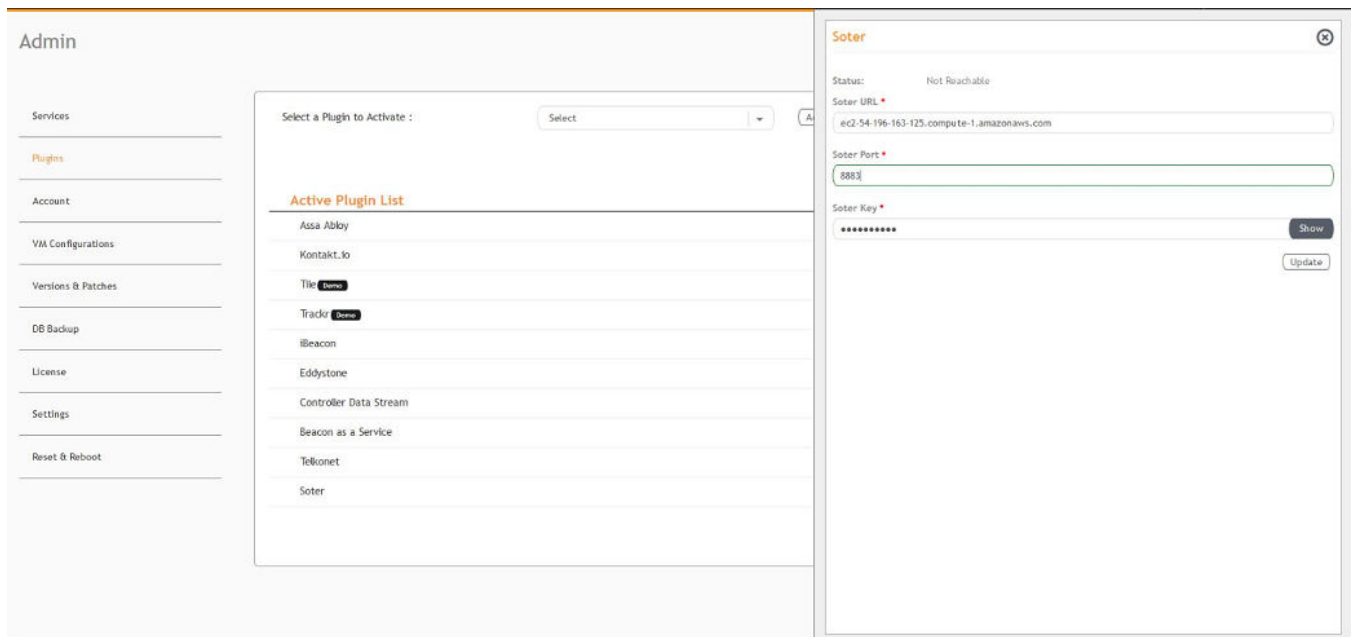 Admin
Services
Plugins
Account
VM Configurations
Versions & Patches
DB Backup
License
Settings
Reset & Reboot
Select a Plugin to Activate :
Select
Active Plugin List
Assa Abloy
Kontakt.io
Tile Demo
Trackr Demo
iBeacon
Eddystone
Controller Data Stream
Beacon as a Service
Telkonet
Soter
Soter
Status: Not Reachable
Soter URL *
ec2-54-196-163-125.compute-1.amazonaws.com
Soter Port *
8883
Soter Key *
••••••••••
Show
Update